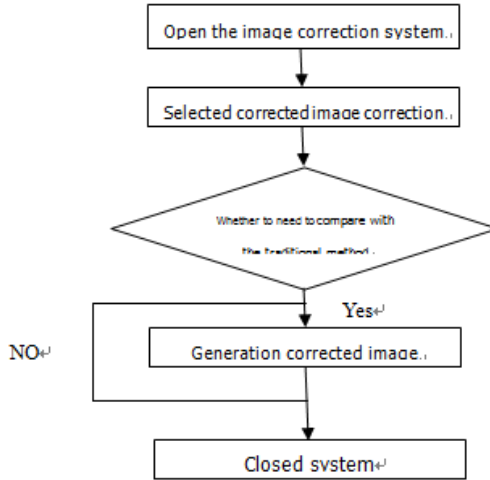 Open the image correction system.
Selected corrected image correction.
Whether to need to compare with
the traditional method.
Yes
NO
Generation corrected image.
Closed system